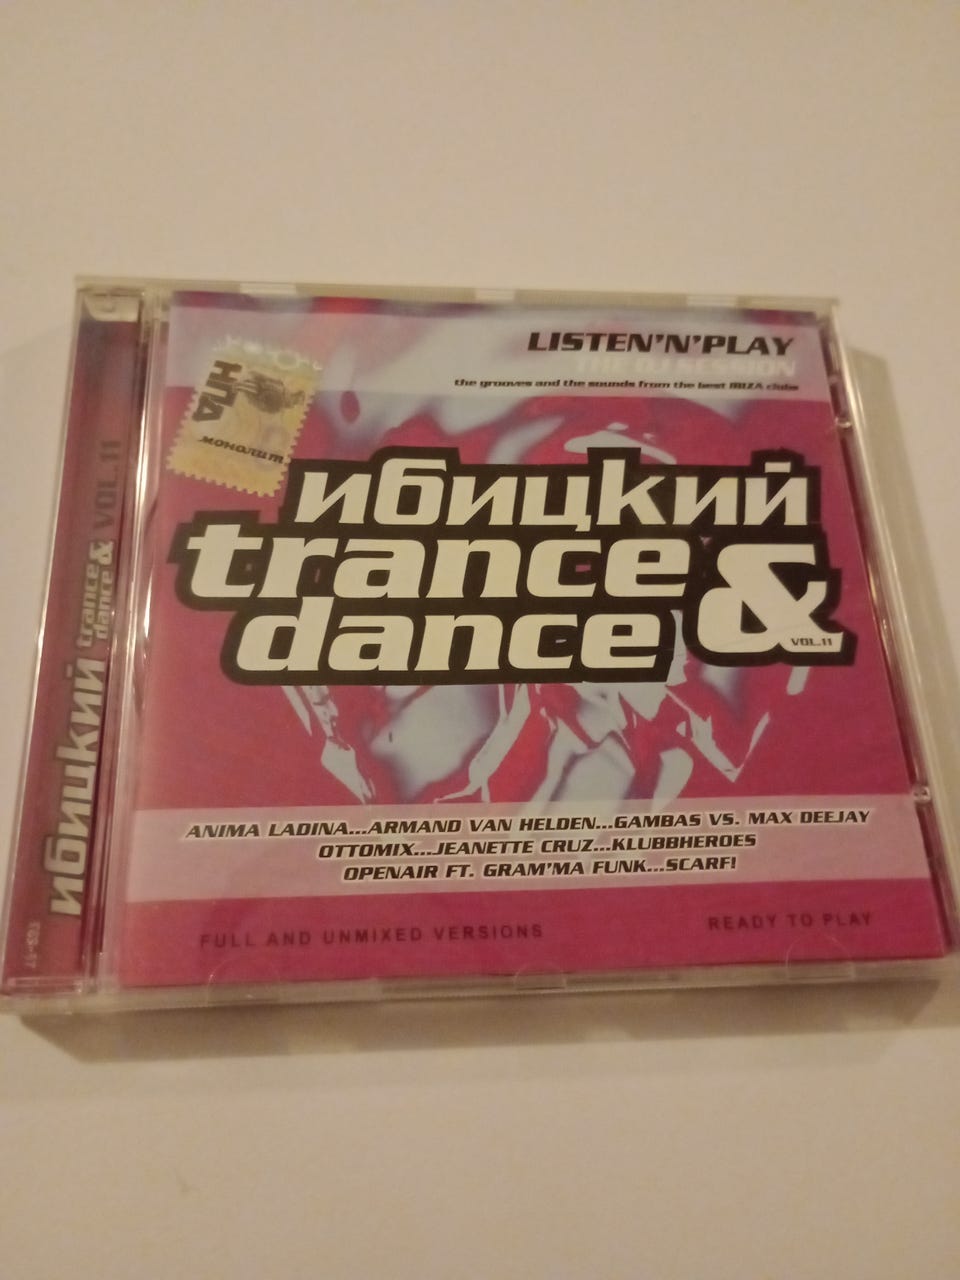 LISTEN'N'PLAY
THE DJ SESSION
the grooves and the sounds from the best IBIZA clubs
НПА
монолит
ибицкий
trance &
dance
VOL.11
ANIMA LADINA...ARMAND VAN HELDEN...GAMBAS VS. MAX DEEJAY
OTTOMIX...JEANETTE CRUZ...KLUBBHEROES
OPENAIR FT. GRAM'MA FUNK...SCARF!
FULL AND UNMIXED VERSIONS
READY TO PLAY
ибицкий trance & dance VOL.11